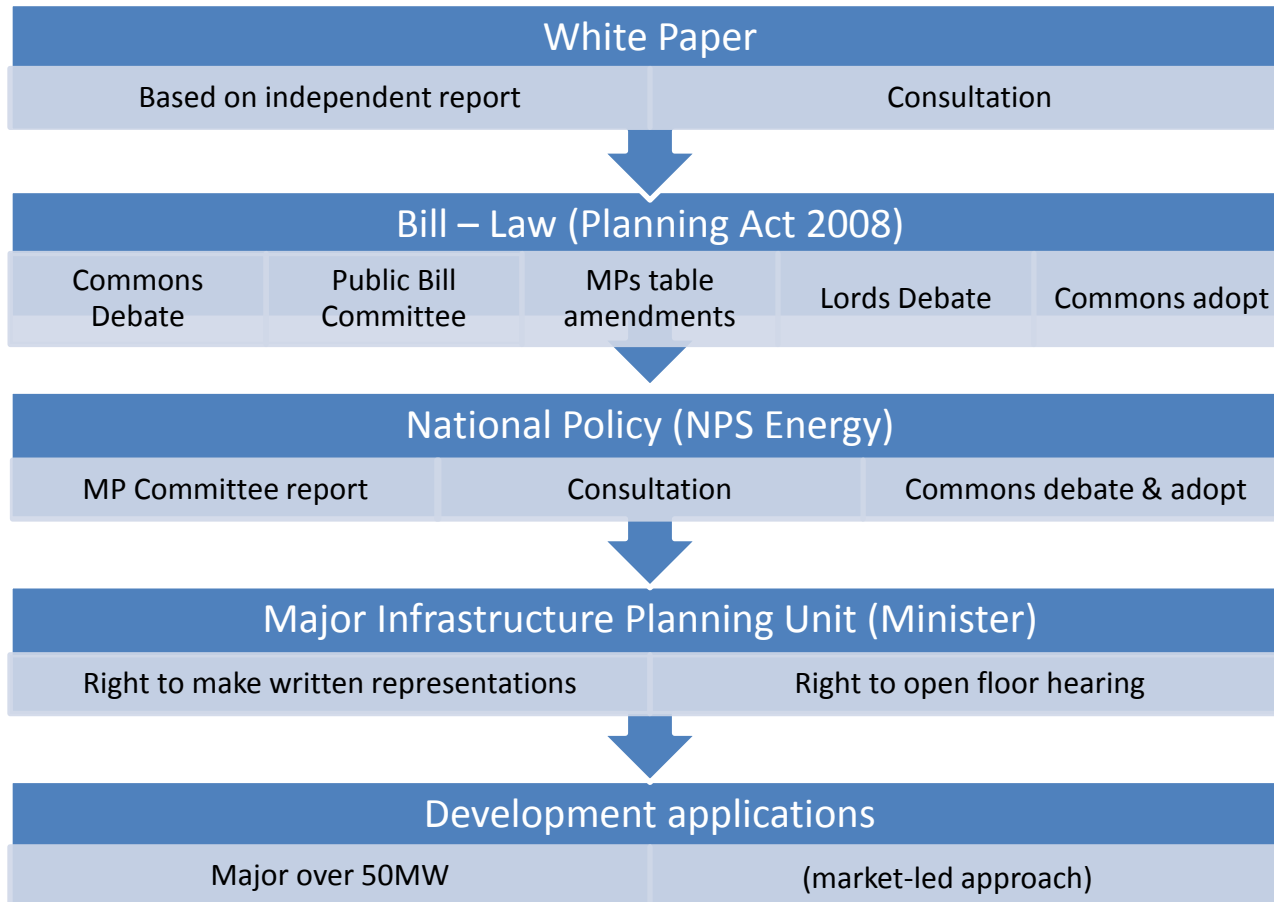 White Paper
Based on independent report
Consultation
Bill – Law (Planning Act 2008)
Commons
Debate
Public Bill
Committee
MPs table
amendments
Lords Debate
Commons adopt
National Policy (NPS Energy)
MP Committee report
Consultation
Commons debate & adopt
Major Infrastructure Planning Unit (Minister)
Right to make written representations
Right to open floor hearing
Development applications
Major over 50MW
(market-led approach)